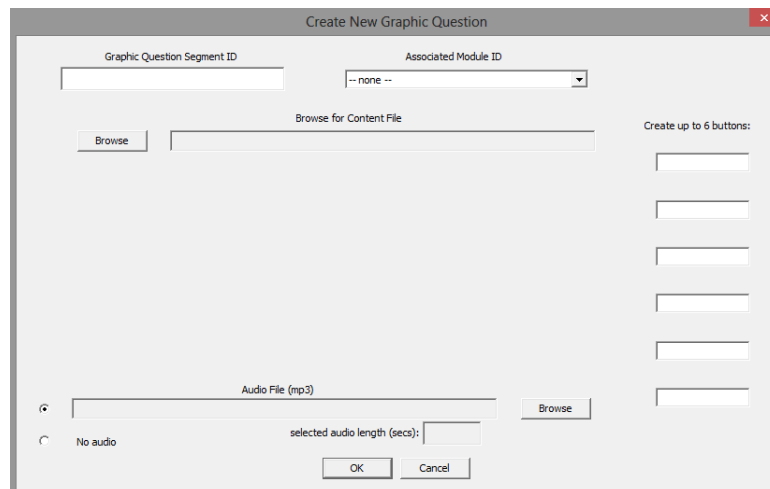 Create New Graphic Question
Graphic Question Segment ID
Associated Module ID
-- none --
Browse for Content File
Browse
Create up to 6 buttons:
Audio File (mp3)
Browse
No audio
selected audio length (secs):
OK
Cancel